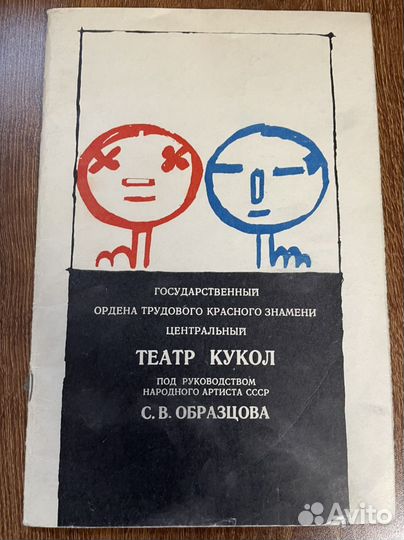 ГОСУДАРСТВЕННЫЙ
ОРДЕНА ТРУДОВОГО КРАСНОГО ЗНАМЕНИ
ЦЕНТРАЛЬНЫЙ
ТЕАТР КУКОЛ
ПОД РУКОВОДСТВОМ
НАРОДНОГО АРТИСТА СССР
С. В. ОБРАЗЦОВА
Avito